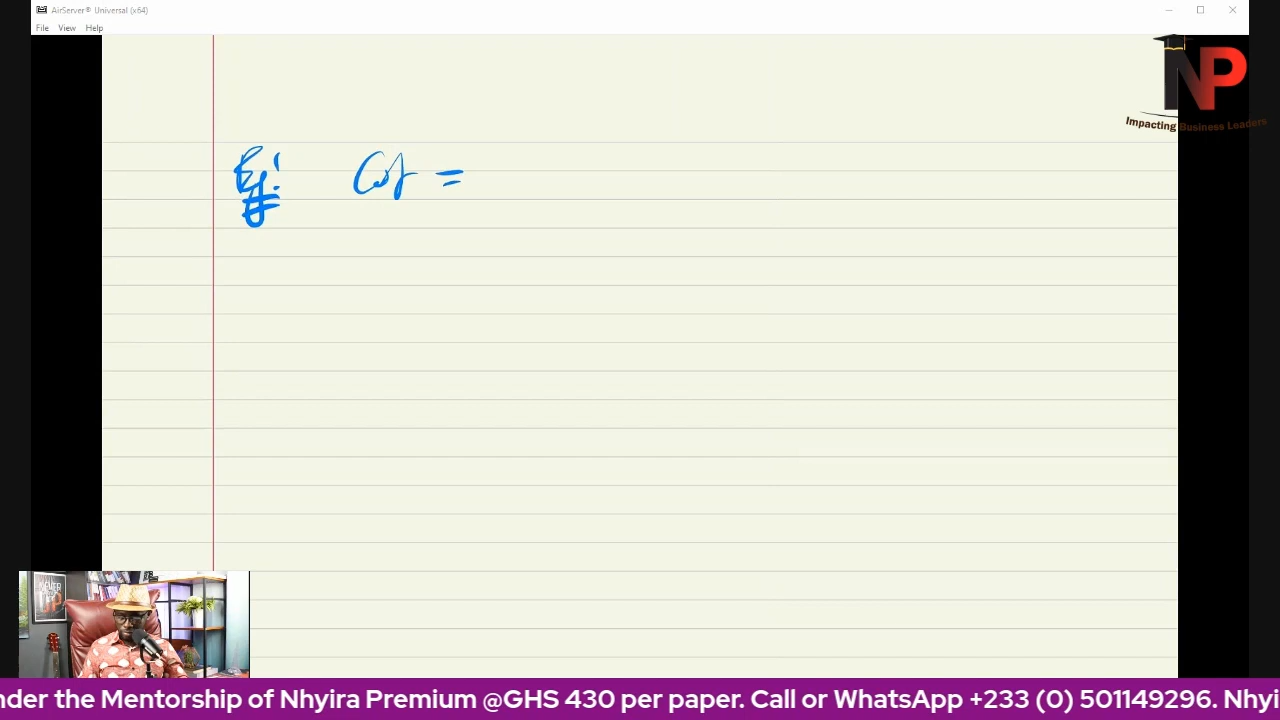 AirServer® Universal (x64)
File View Help
NP
Impacting Business Leaders
Eg:
Cost =
nder the Mentorship of Nhyira Premium @GHS 430 per paper. Call or WhatsApp +233 (0) 501149296. Nhyi